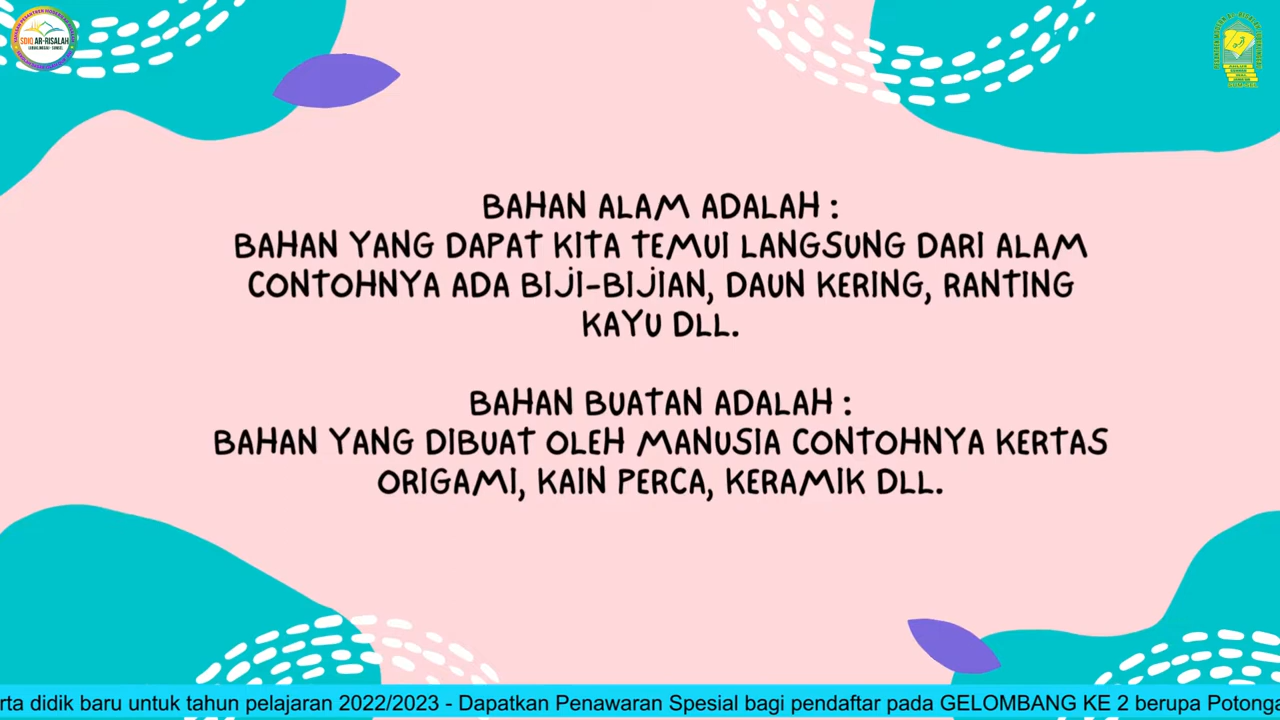 SDIQ AR-RISALAH
BAHAN ALAM ADALAH :
BAHAN YANG DAPAT KITA TEMUI LANGSUNG DARI ALAM
CONTOHNYA ADA BIJI-BIJIAN, DAUN KERING, RANTING
KAYU DLL.
BAHAN BUATAN ADALAH :
BAHAN YANG DIBUAT OLEH MANUSIA CONTOHNYA KERTAS
ORIGAMI, KAIN PERCA, KERAMIK DLL.
rta didik baru untuk tahun pelajaran 2022/2023 - Dapatkan Penawaran Spesial bagi pendaftar pada GELOMBANG KE 2 berupa Potonga